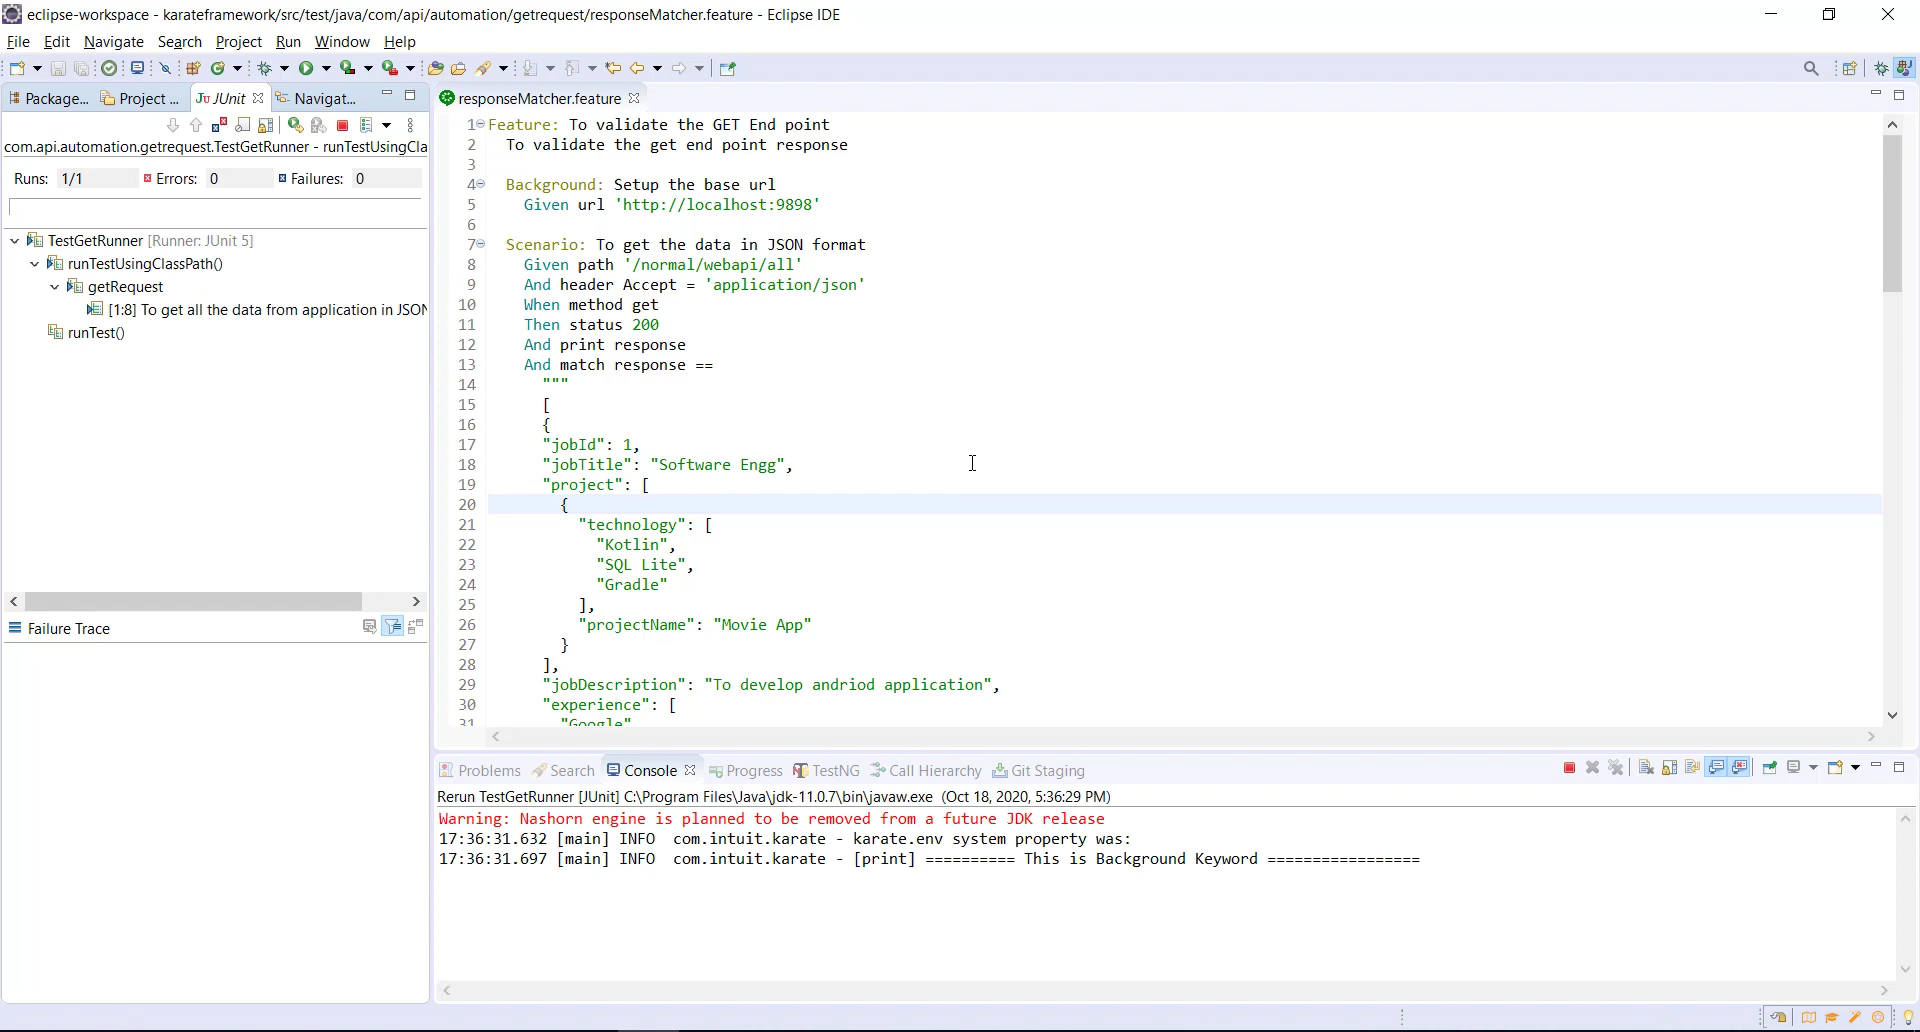 eclipse-workspace - karateframework/src/test/java/com/api/automation/getrequest/responseMatcher.feature - Eclipse IDE
File Edit Navigate Search Project Run Window Help
Package... Project ... JUnit Navigat...
responseMatcher.feature
com.api.automation.getrequest.TestGetRunner - runTestUsingCla
Runs: 1/1 Errors: 0 Failures: 0
TestGetRunner [Runner: JUnit 5]
runTestUsingClassPath()
getRequest
[1:8] To get all the data from application in JSON
runTest()
Failure Trace
1 Feature: To validate the GET End point
2 To validate the get end point response
3
4 Background: Setup the base url
5 Given url 'http://localhost:9898'
6
7 Scenario: To get the data in JSON format
8 Given path '/normal/webapi/all'
9 And header Accept = 'application/json'
10 When method get
11 Then status 200
12 And print response
13 And match response ==
14 """
15 [
16 {
17 "jobId": 1,
18 "jobTitle": "Software Engg",
19 "project": [
20 {
21 "technology": [
22 "Kotlin",
23 "SQL Lite",
24 "Gradle"
25 ],
26 "projectName": "Movie App"
27 }
28 ],
29 "jobDescription": "To develop andriod application",
30 "experience": [
31 "Google"
Problems Search Console Progress TestNG Call Hierarchy Git Staging
Rerun TestGetRunner [JUnit] C:\Program Files\Java\jdk-11.0.7\bin\javaw.exe (Oct 18, 2020, 5:36:29 PM)
Warning: Nashorn engine is planned to be removed from a future JDK release
17:36:31.632 [main] INFO com.intuit.karate - karate.env system property was:
17:36:31.697 [main] INFO com.intuit.karate - [print] ========== This is Background Keyword =================